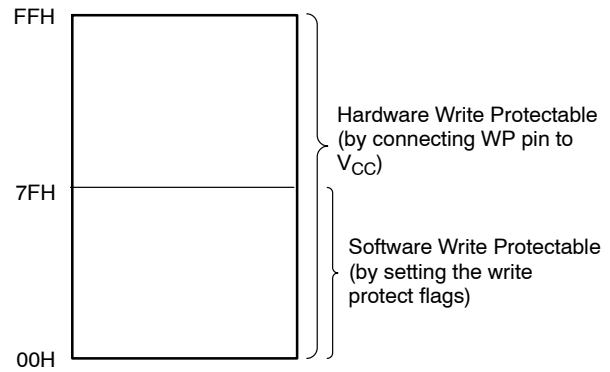 FFH
Hardware Write Protectable
(by connecting WP pin to
V_CC)
7FH
Software Write Protectable
(by setting the write
protect flags)
00H